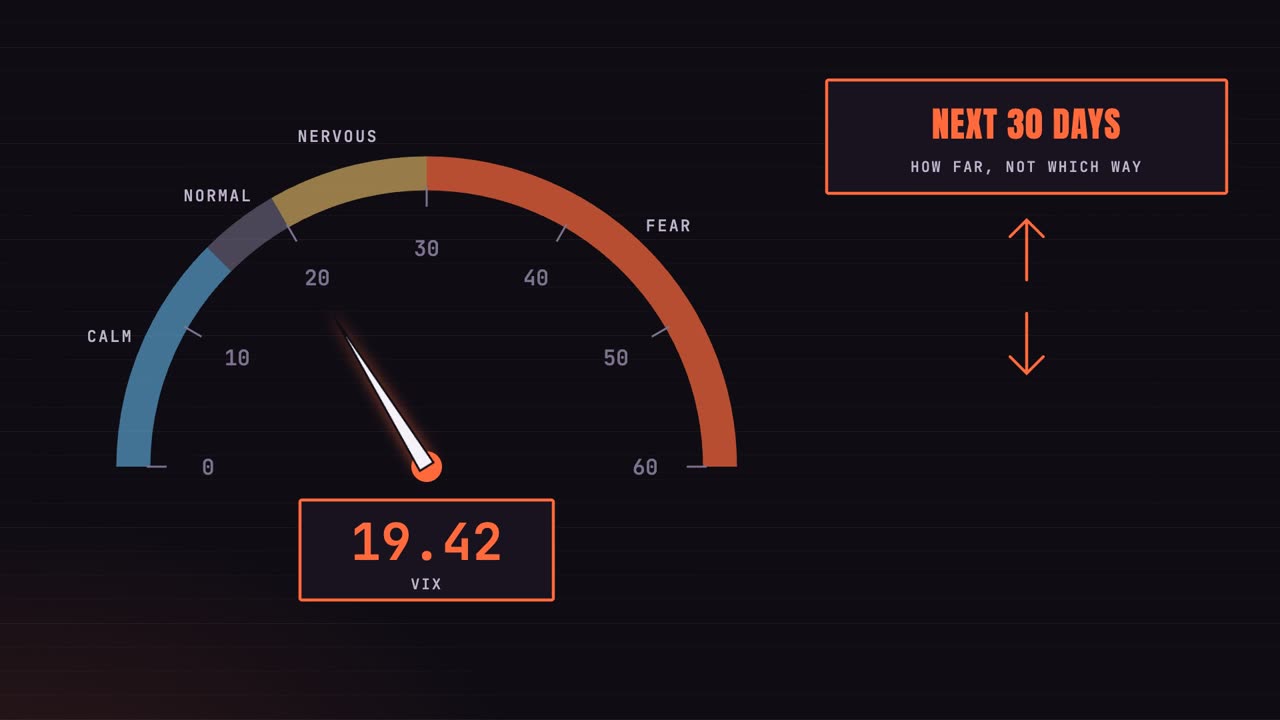 NERVOUS
NORMAL
FEAR
CALM
0
10
20
30
40
50
60
19.42
VIX
NEXT 30 DAYS
HOW FAR, NOT WHICH WAY